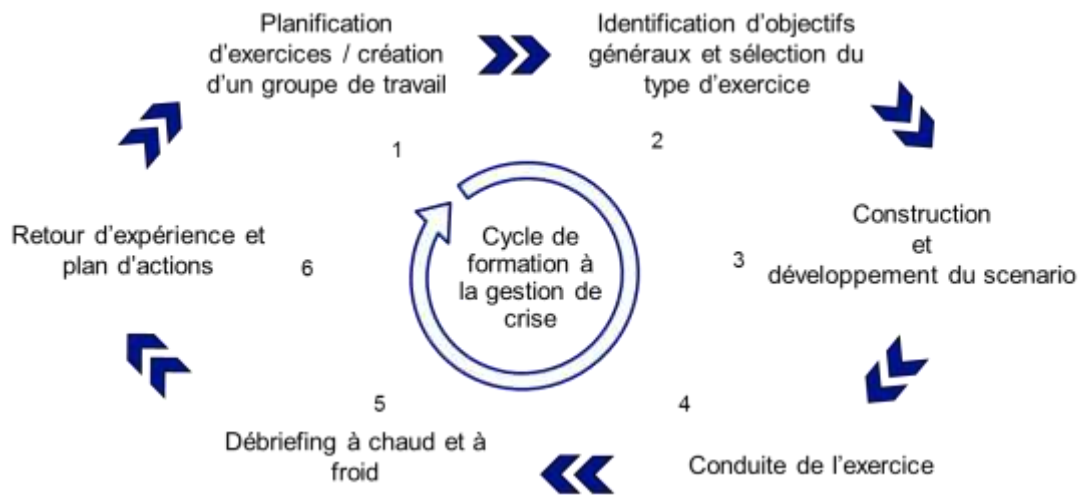 Planification
d'exercices / création
d'un groupe de travail
1
Identification d'objectifs
généraux et sélection du
type d'exercice
2
Construction
et
développement du scenario
3
Conduite de l'exercice
4
Débriefing à chaud et à
froid
5
Retour d'expérience et
plan d'actions
6
Cycle de
formation à
la gestion de
crise